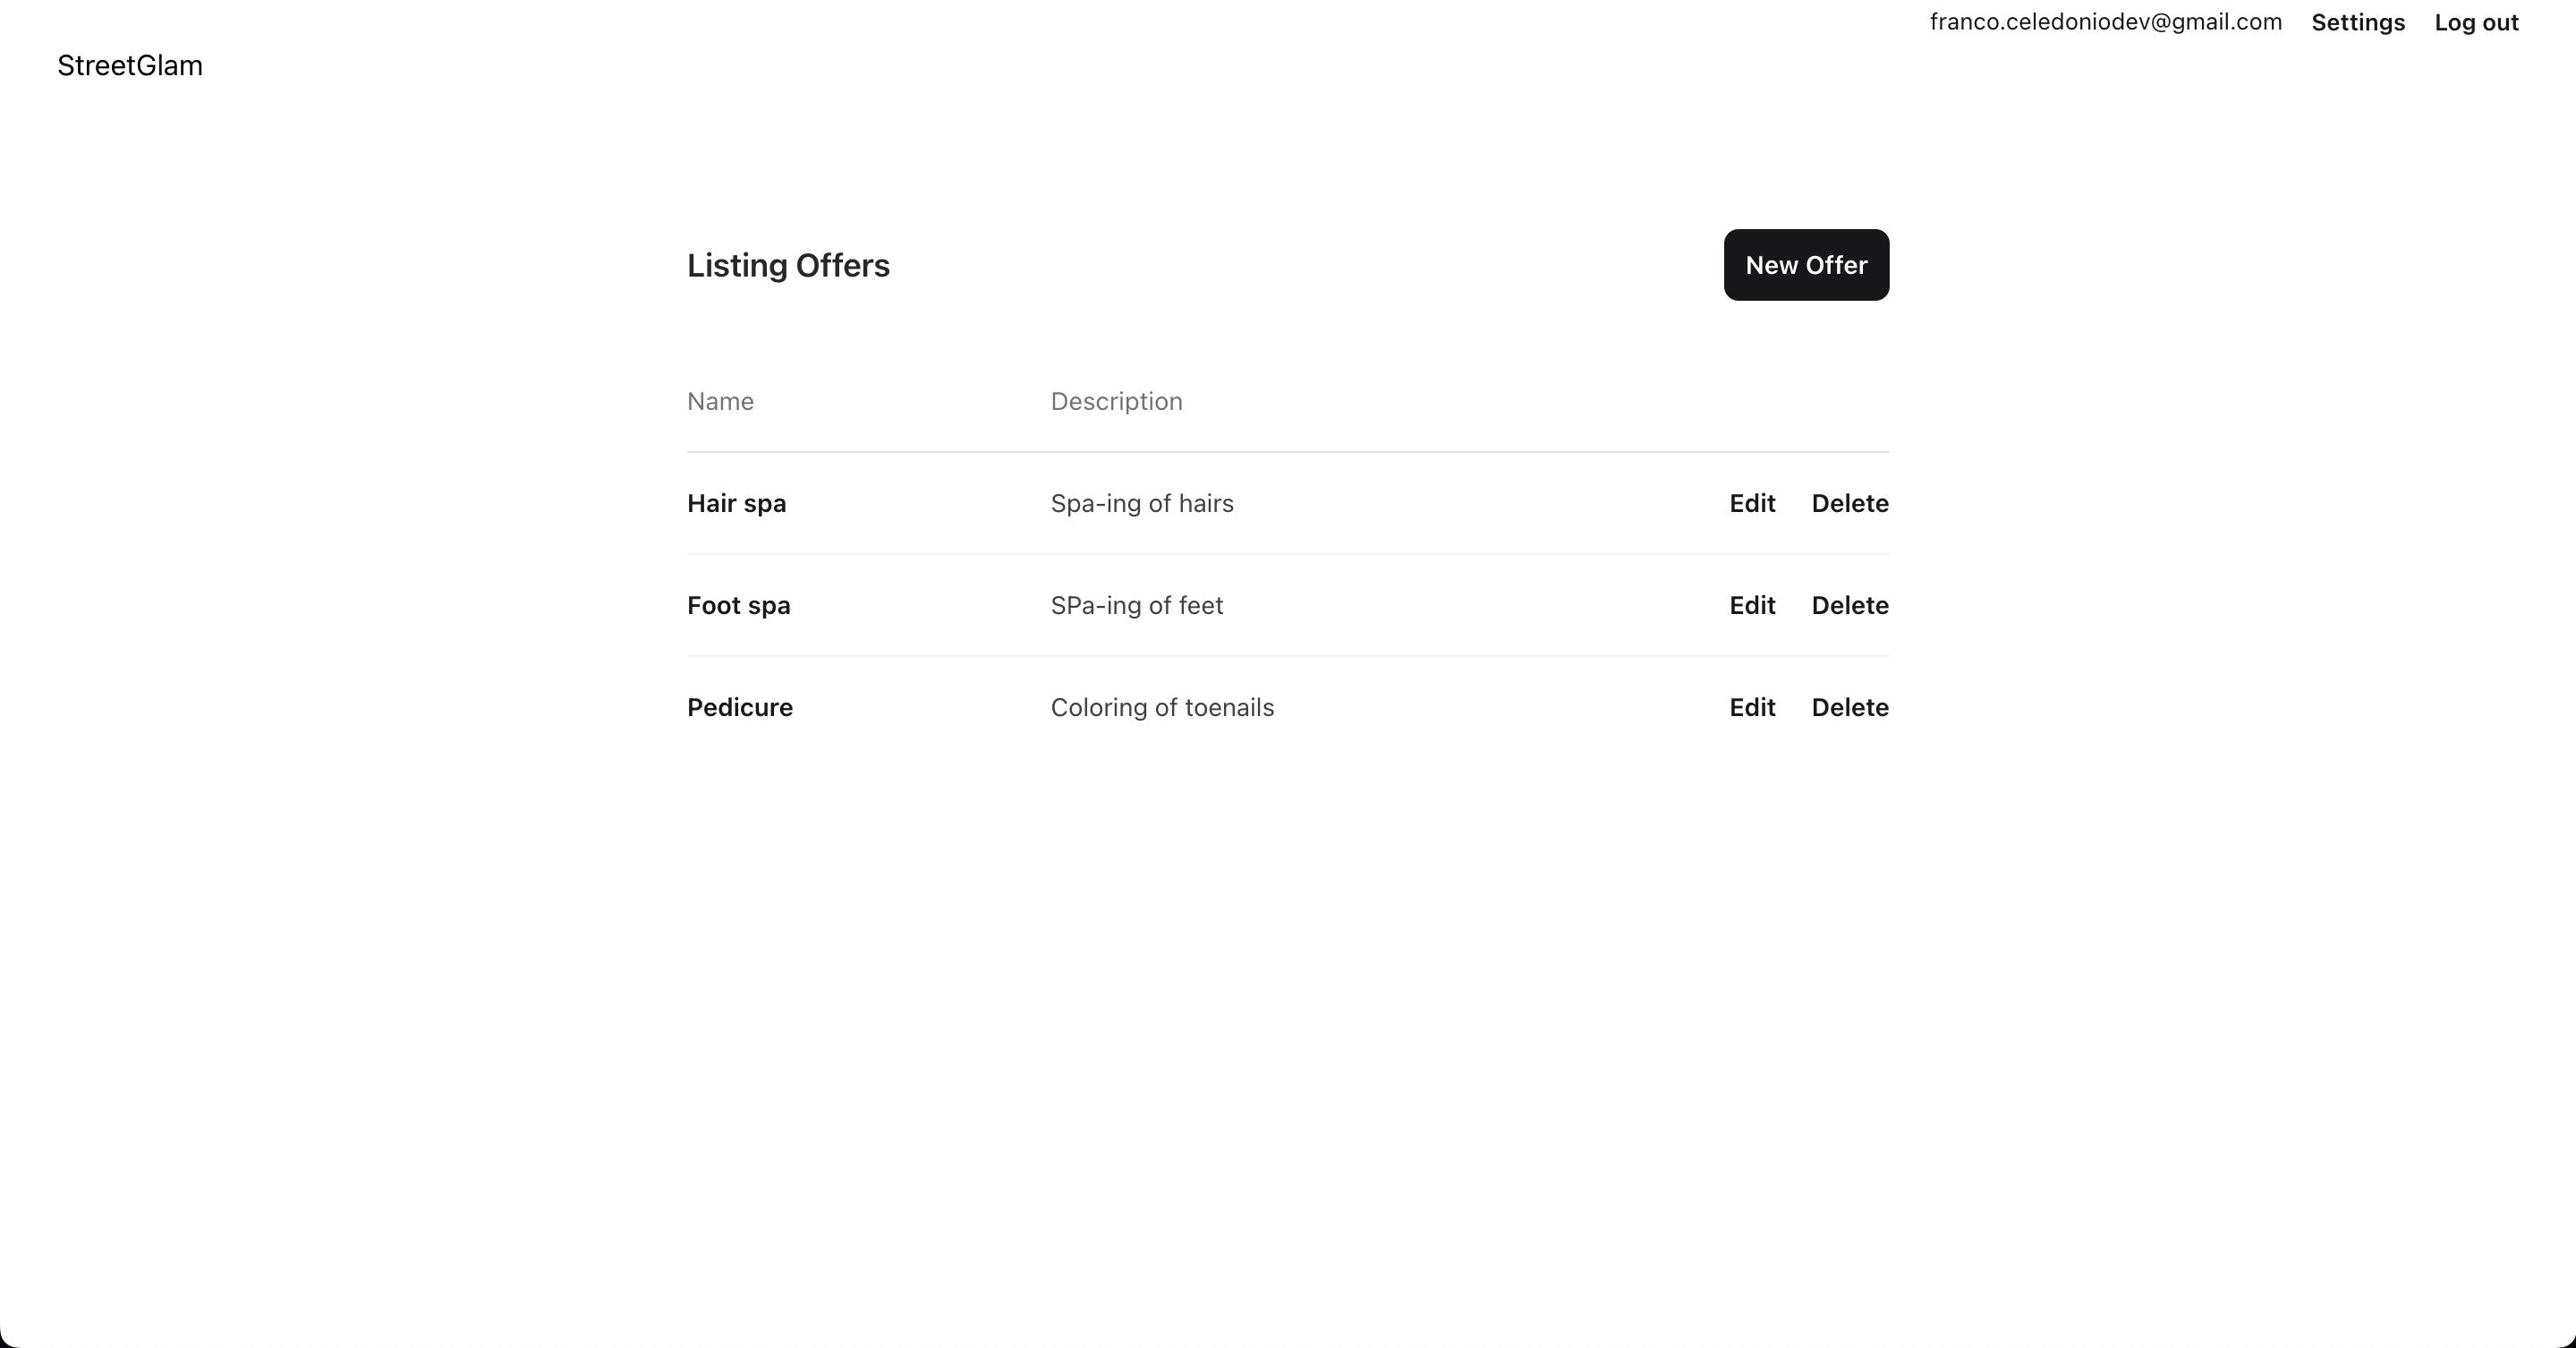 franco.celedoniodev@gmail.com Settings Log out
StreetGlam
Listing Offers New Offer
Name Description
Hair spa Spa-ing of hairs Edit Delete
Foot spa SPa-ing of feet Edit Delete
Pedicure Coloring of toenails Edit Delete